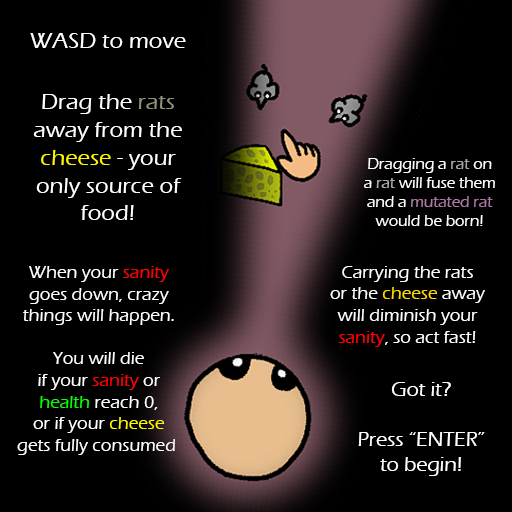 WASD to move
Drag the rats
away from the
cheese - your
only source of
food!
Dragging a rat on
a rat will fuse them
and a mutated rat
would be born!
When your sanity
goes down, crazy
things will happen.
Carrying the rats
or the cheese away
will diminish your
sanity, so act fast!
You will die
if your sanity or
health reach 0,
or if your cheese
gets fully consumed
Got it?
Press “ENTER”
to begin!